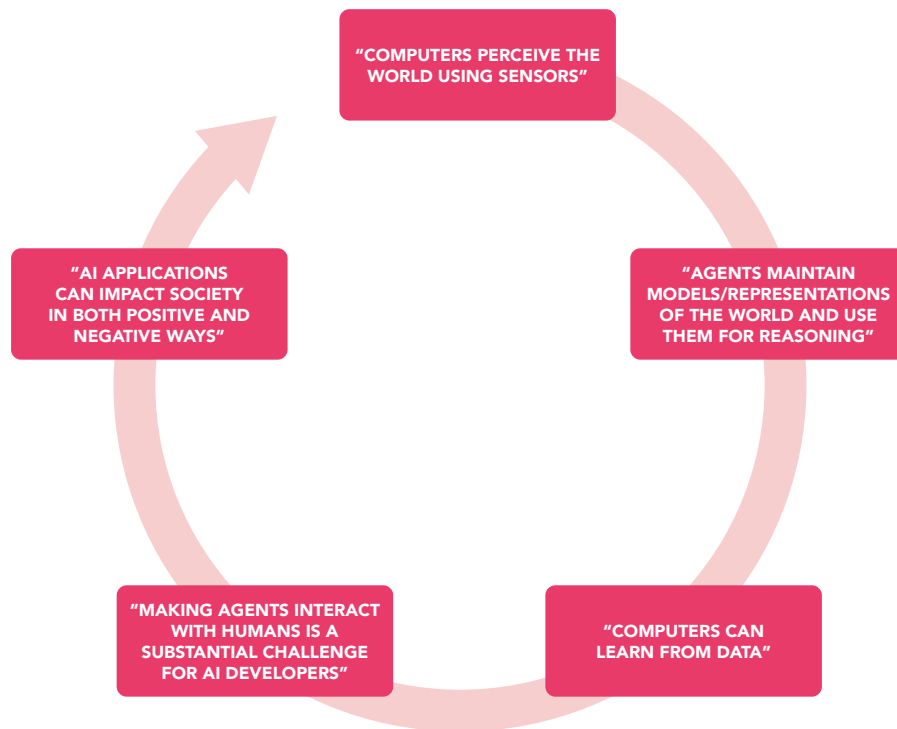 “COMPUTERS PERCEIVE THE
WORLD USING SENSORS”
“AGENTS MAINTAIN
MODELS/REPRESENTATIONS
OF THE WORLD AND USE
THEM FOR REASONING”
“COMPUTERS CAN
LEARN FROM DATA”
“MAKING AGENTS INTERACT
WITH HUMANS IS A
SUBSTANTIAL CHALLENGE
FOR AI DEVELOPERS”
“AI APPLICATIONS
CAN IMPACT SOCIETY
IN BOTH POSITIVE AND
NEGATIVE WAYS”